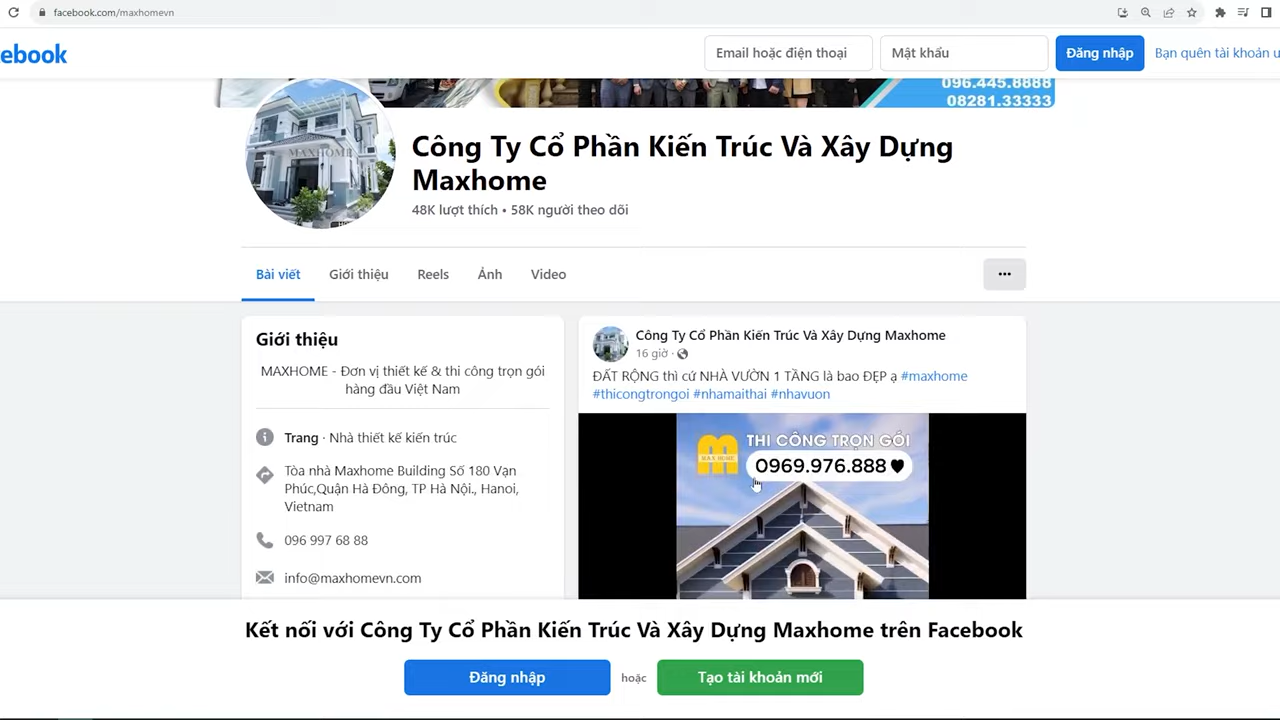 facebook.com/maxhomevn
ebook
Email hoặc điện thoại
Mật khẩu
Đăng nhập
Bạn quên tài khoản u
096.445.8888
08281.33333
MAXHOME
Công Ty Cổ Phần Kiến Trúc Và Xây Dựng
Maxhome
48K lượt thích • 58K người theo dõi
Bài viết
Giới thiệu
Reels
Ảnh
Video
Giới thiệu
MAXHOME - Đơn vị thiết kế & thi công trọn gói
hàng đầu Việt Nam
Trang · Nhà thiết kế kiến trúc
Tòa nhà Maxhome Building Số 180 Vạn
Phúc,Quận Hà Đông, TP Hà Nội., Hanoi,
Vietnam
096 997 68 88
info@maxhomevn.com
Công Ty Cổ Phần Kiến Trúc Và Xây Dựng Maxhome
16 giờ ·
ĐẤT RỘNG thì cứ NHÀ VƯỜN 1 TẦNG là bao ĐẸP ạ #maxhome
#thicongtrongoi #nhamaithai #nhavuon
MAXHOME
THI CÔNG TRỌN GÓI
0969.976.888
Kết nối với Công Ty Cổ Phần Kiến Trúc Và Xây Dựng Maxhome trên Facebook
Đăng nhập
hoặc
Tạo tài khoản mới